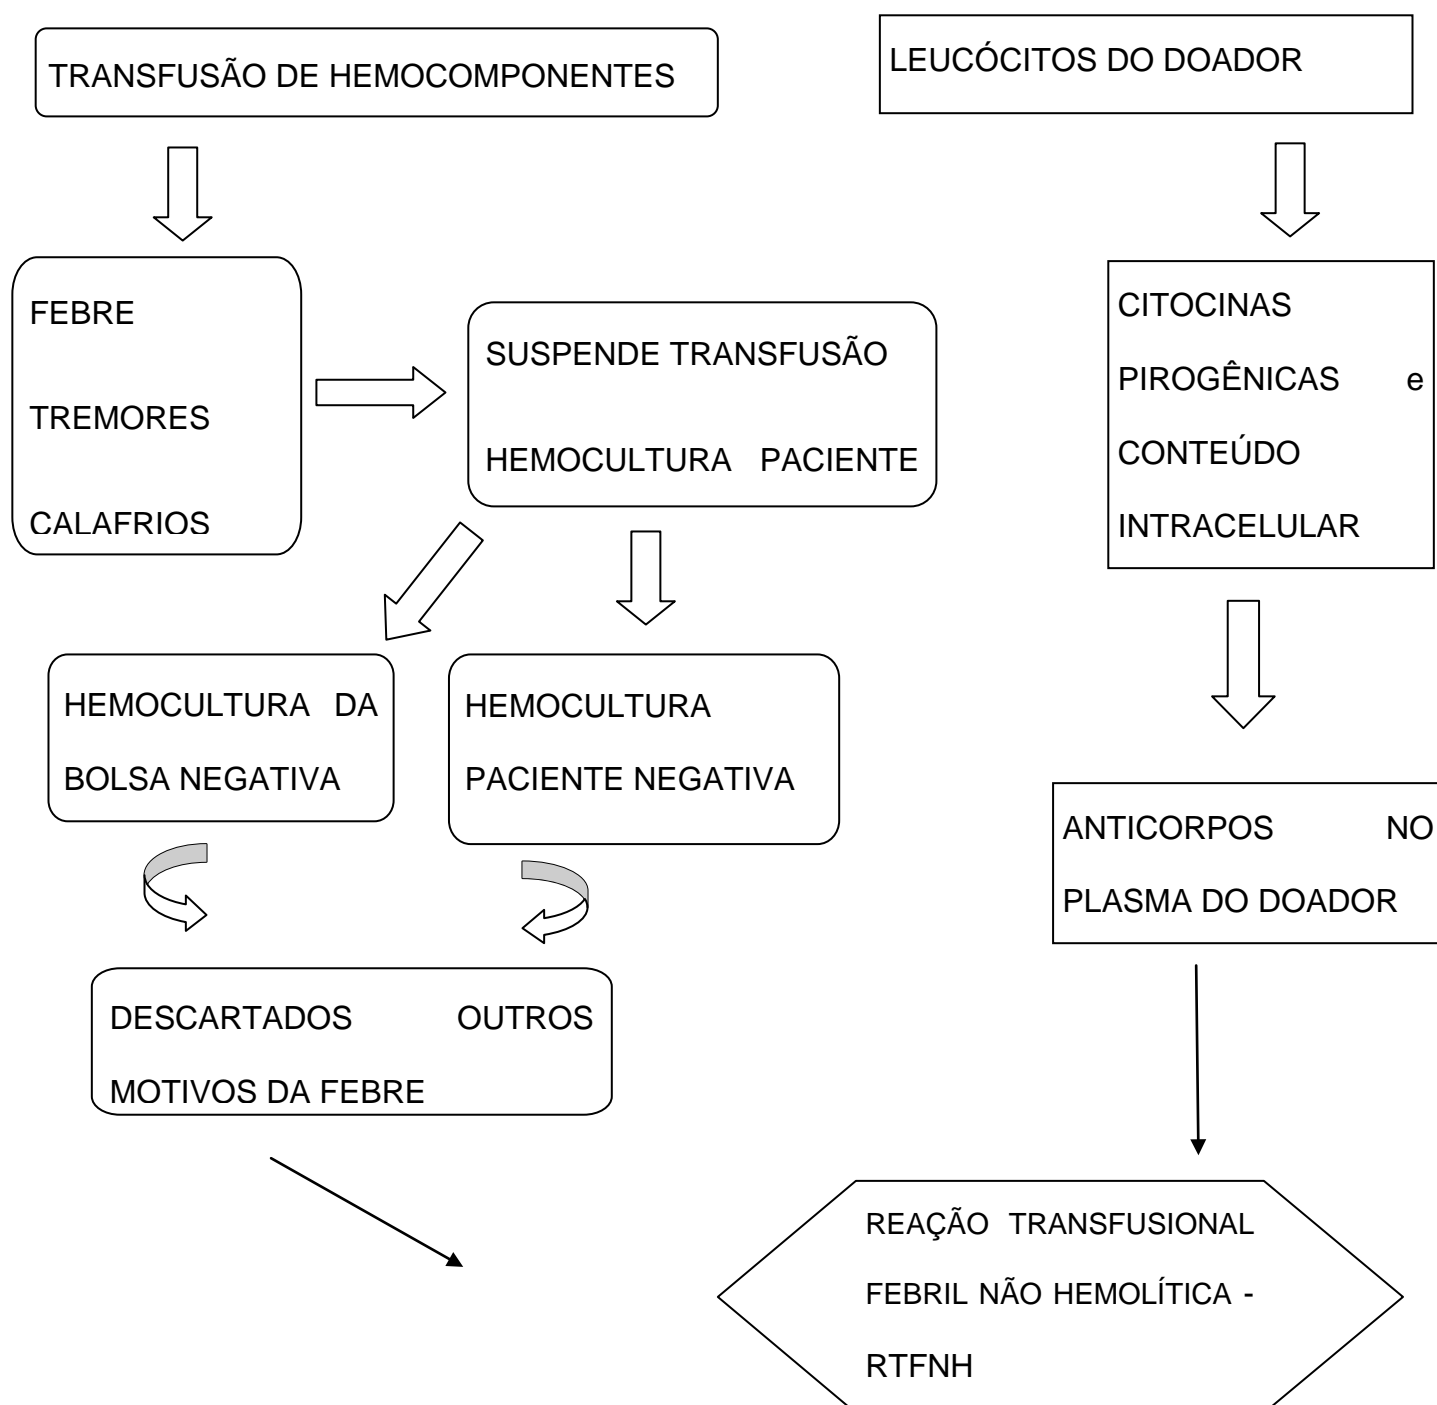 TRANSFUSÃO DE HEMOCOMPONENTES
LEUCÓCITOS DO DOADOR
FEBRE
TREMORES
CALAFRIOS
SUSPENDE TRANSFUSÃO
HEMOCULTURA PACIENTE
CITOCINAS
PIROGÊNICAS e
CONTEÚDO
INTRACELULAR
HEMOCULTURA DA
BOLSA NEGATIVA
HEMOCULTURA
PACIENTE NEGATIVA
ANTICORPOS NO
PLASMA DO DOADOR
DESCARTADOS OUTROS
MOTIVOS DA FEBRE
REAÇÃO TRANSFUSIONAL
FEBRIL NÃO HEMOLÍTICA -
RTFNH